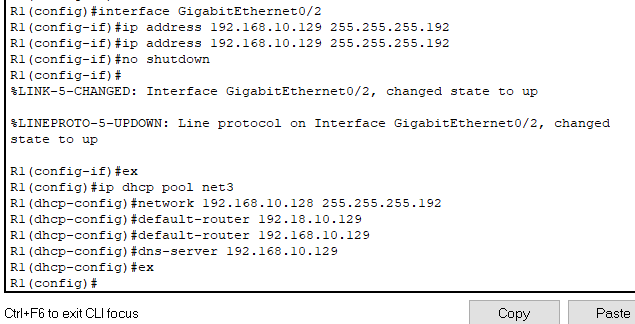 R1(config)#interface GigabitEthernet0/2
R1(config-if)#ip address 192.168.10.129 255.255.255.192
R1(config-if)#ip address 192.168.10.129 255.255.255.192
R1(config-if)#no shutdown
R1(config-if)#
%LINK-5-CHANGED: Interface GigabitEthernet0/2, changed state to up
%LINEPROTO-5-UPDOWN: Line protocol on Interface GigabitEthernet0/2, changed
state to up
R1(config-if)#ex
R1(config)#ip dhcp pool net3
R1(dhcp-config)#network 192.168.10.128 255.255.255.192
R1(dhcp-config)#default-router 192.18.10.129
R1(dhcp-config)#default-router 192.168.10.129
R1(dhcp-config)#dns-server 192.168.10.129
R1(dhcp-config)#ex
R1(config)#
Ctrl+F6 to exit CLI focus
Copy
Paste